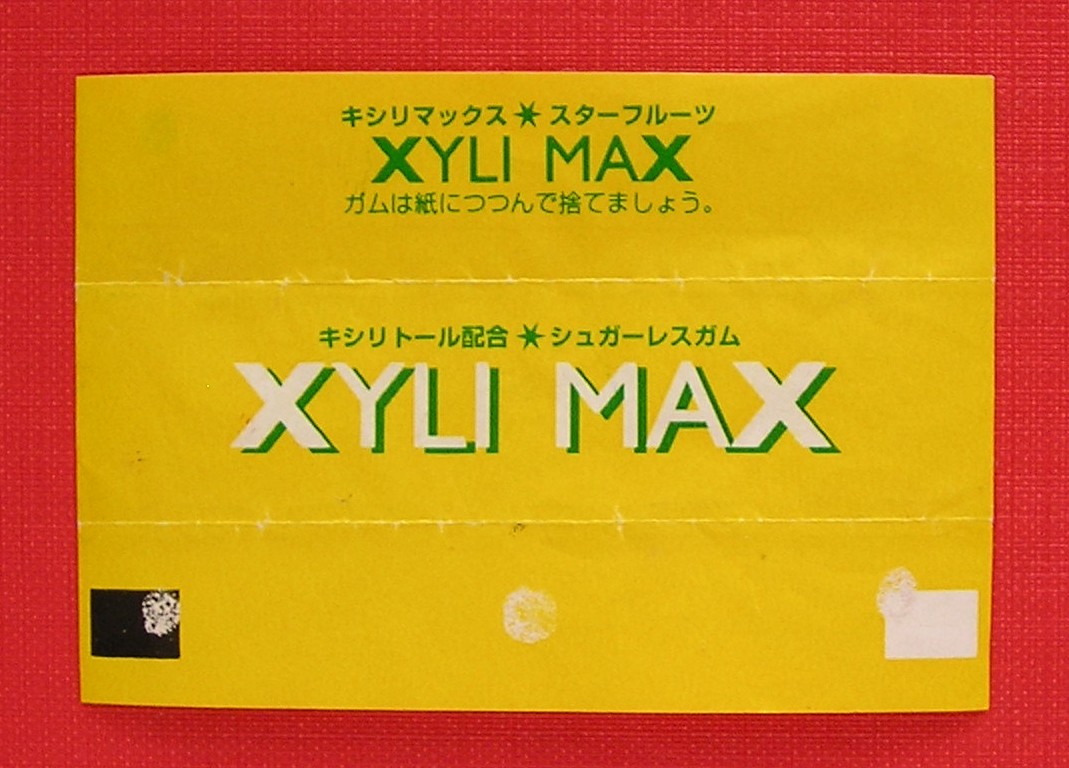 キシリマックス✶スターフルーツ
XYLI MAX
ガムは紙につつんで捨てましょう。
キシリトール配合✶シュガーレスガム
XYLI MAX